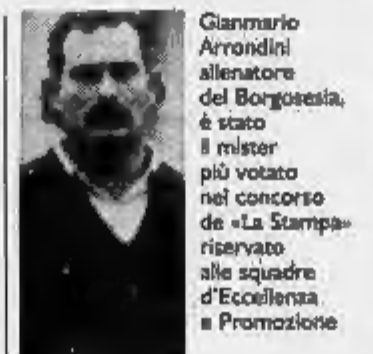 Gianmario
Arrondini
allenatore
del Borgosesia,
è stato
il mister
più votato
nel concorso
de «La Stampa»
riservato
alle squadre
d'Eccellenza
e Promozione